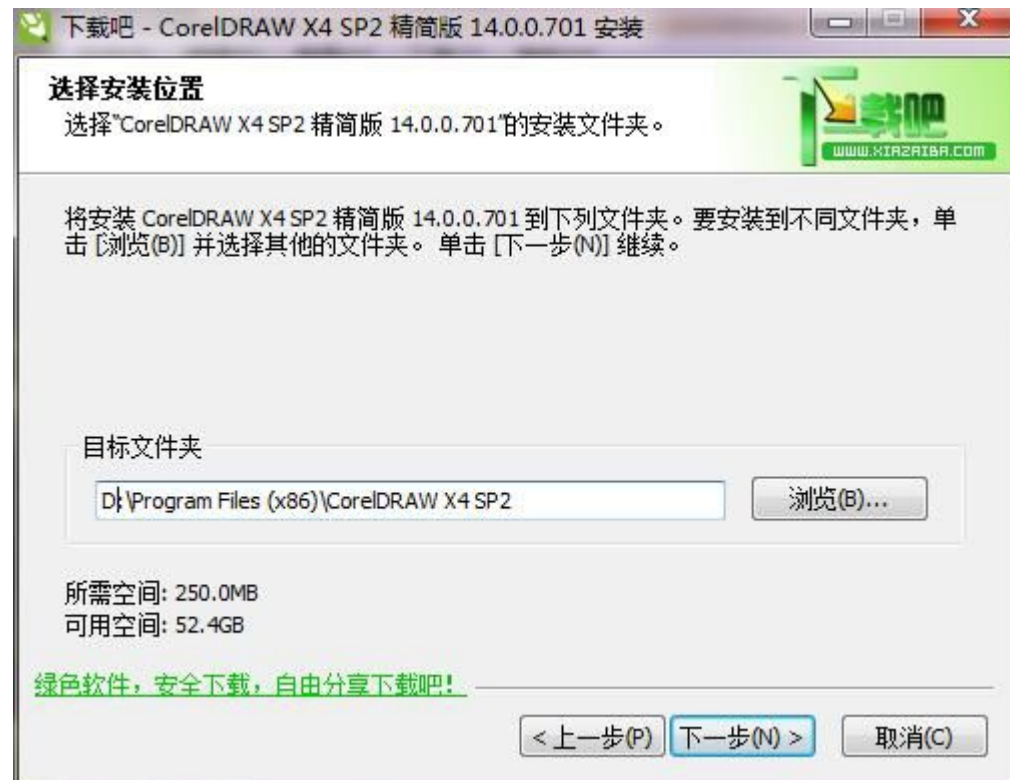 下载吧 - CorelDRAW X4 SP2 精简版 14.0.0.701 安装
选择安装位置
选择"CorelDRAW X4 SP2 精简版 14.0.0.701"的安装文件夹。
下载吧
WWW.XIAZAIBA.COM
将安装 CorelDRAW X4 SP2 精简版 14.0.0.701 到下列文件夹。要安装到不同文件夹，单
击 [浏览(B)] 并选择其他的文件夹。 单击 [下一步(N)] 继续。
目标文件夹
D:\Program Files (x86)\CorelDRAW X4 SP2
浏览(B)...
所需空间: 250.0MB
可用空间: 52.4GB
绿色软件，安全下载，自由分享下载吧！
< 上一步(P)
下一步(N) >
取消(C)